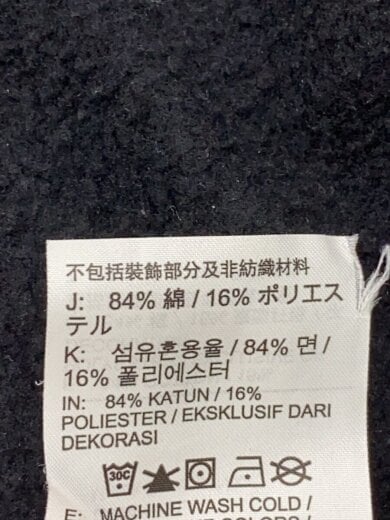 不包括裝飾部分及非紡織材料
J: 84% 綿 / 16% ポリエス
テル
K: 섬유혼용율 / 84% 면 /
16% 폴리에스터
IN: 84% KATUN / 16%
POLIESTER / EKSKLUSIF DARI
DEKORASI
30C
E: MACHINE WASH COLD /